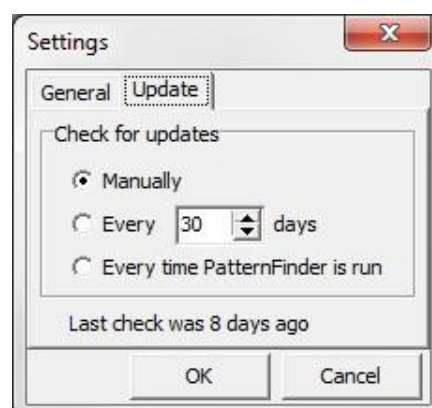 Settings
General Update
Check for updates
Manually
Every 30 days
Every time PatternFinder is run
Last check was 8 days ago
OK Cancel